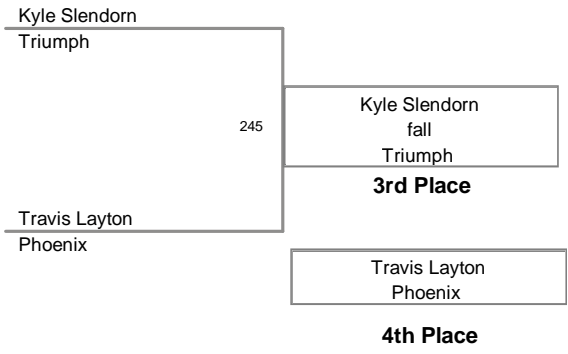 Kyle Slendorn
Triumph
245
Kyle Slendorn
fall
Triumph
3rd Place
Travis Layton
Phoenix
Travis Layton
Phoenix
4th Place